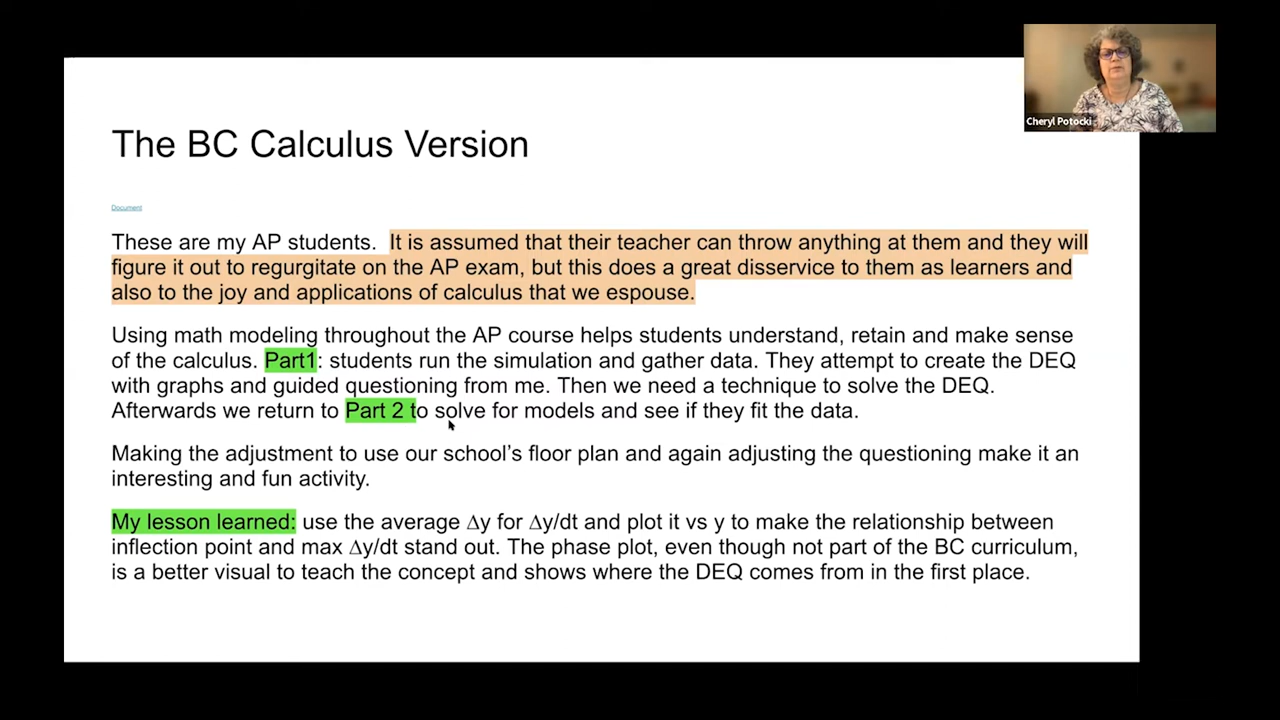 Cheryl Potocki
The BC Calculus Version
Document
These are my AP students. It is assumed that their teacher can throw anything at them and they will
figure it out to regurgitate on the AP exam, but this does a great disservice to them as learners and
also to the joy and applications of calculus that we espouse.
Using math modeling throughout the AP course helps students understand, retain and make sense
of the calculus. Part1: students run the simulation and gather data. They attempt to create the DEQ
with graphs and guided questioning from me. Then we need a technique to solve the DEQ.
Afterwards we return to Part 2 to solve for models and see if they fit the data.
Making the adjustment to use our school’s floor plan and again adjusting the questioning make it an
interesting and fun activity.
My lesson learned: use the average Δy for Δy/dt and plot it vs y to make the relationship between
inflection point and max Δy/dt stand out. The phase plot, even though not part of the BC curriculum,
is a better visual to teach the concept and shows where the DEQ comes from in the first place.